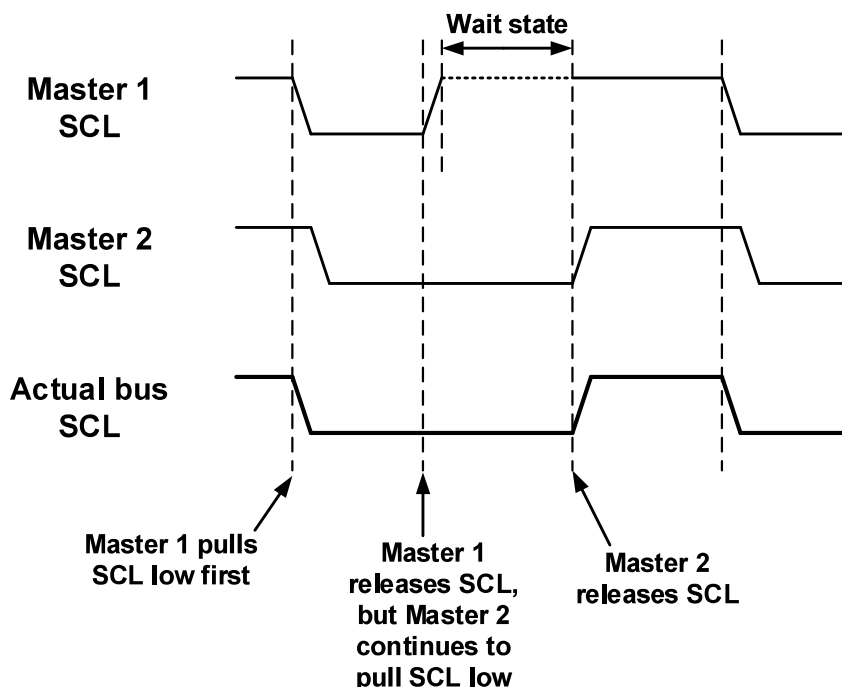 Wait state
Master 1
SCL
Master 2
SCL
Actual bus
SCL
Master 1 pulls
SCL low first
Master 1
releases SCL,
but Master 2
continues to
pull SCL low
Master 2
releases SCL